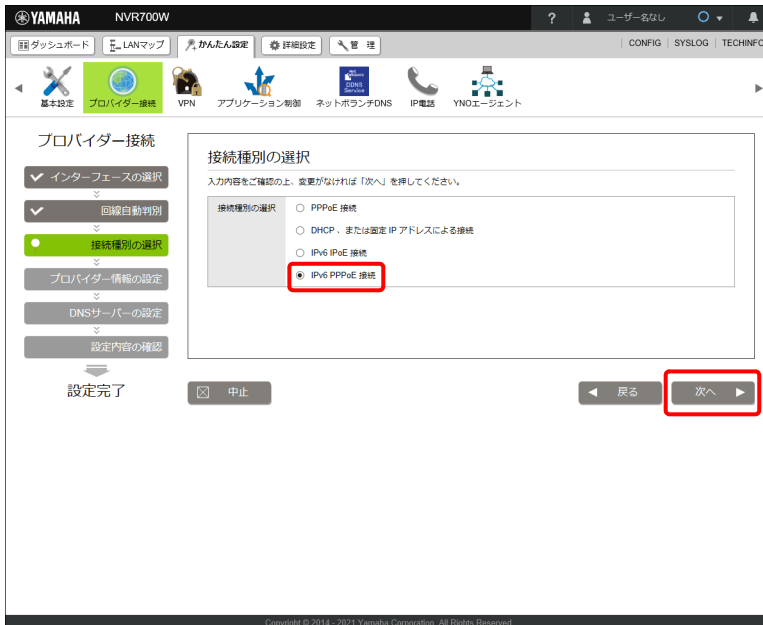 YAMAHA NVR700W ? ユーザー名なし
ダッシュボード LANマップ かんたん設定 詳細設定 管 理 CONFIG SYSLOG TECHINFO
基本設定 プロバイダー接続 VPN アプリケーション制御 ネットボランチDNS IP電話 YNOエージェント
プロバイダー接続
インターフェースの選択
回線自動判別
接続種別の選択
プロバイダー情報の設定
DNSサーバーの設定
設定内容の確認
設定完了
接続種別の選択
入力内容をご確認の上、変更がなければ「次へ」を押してください。
接続種別の選択 PPPoE 接続
DHCP 、または固定 IP アドレスによる接続
IPv6 IPoE 接続
IPv6 PPPoE 接続
中止 戻る 次へ
Copyright © 2014 - 2021 Yamaha Corporation. All Rights Reserved.